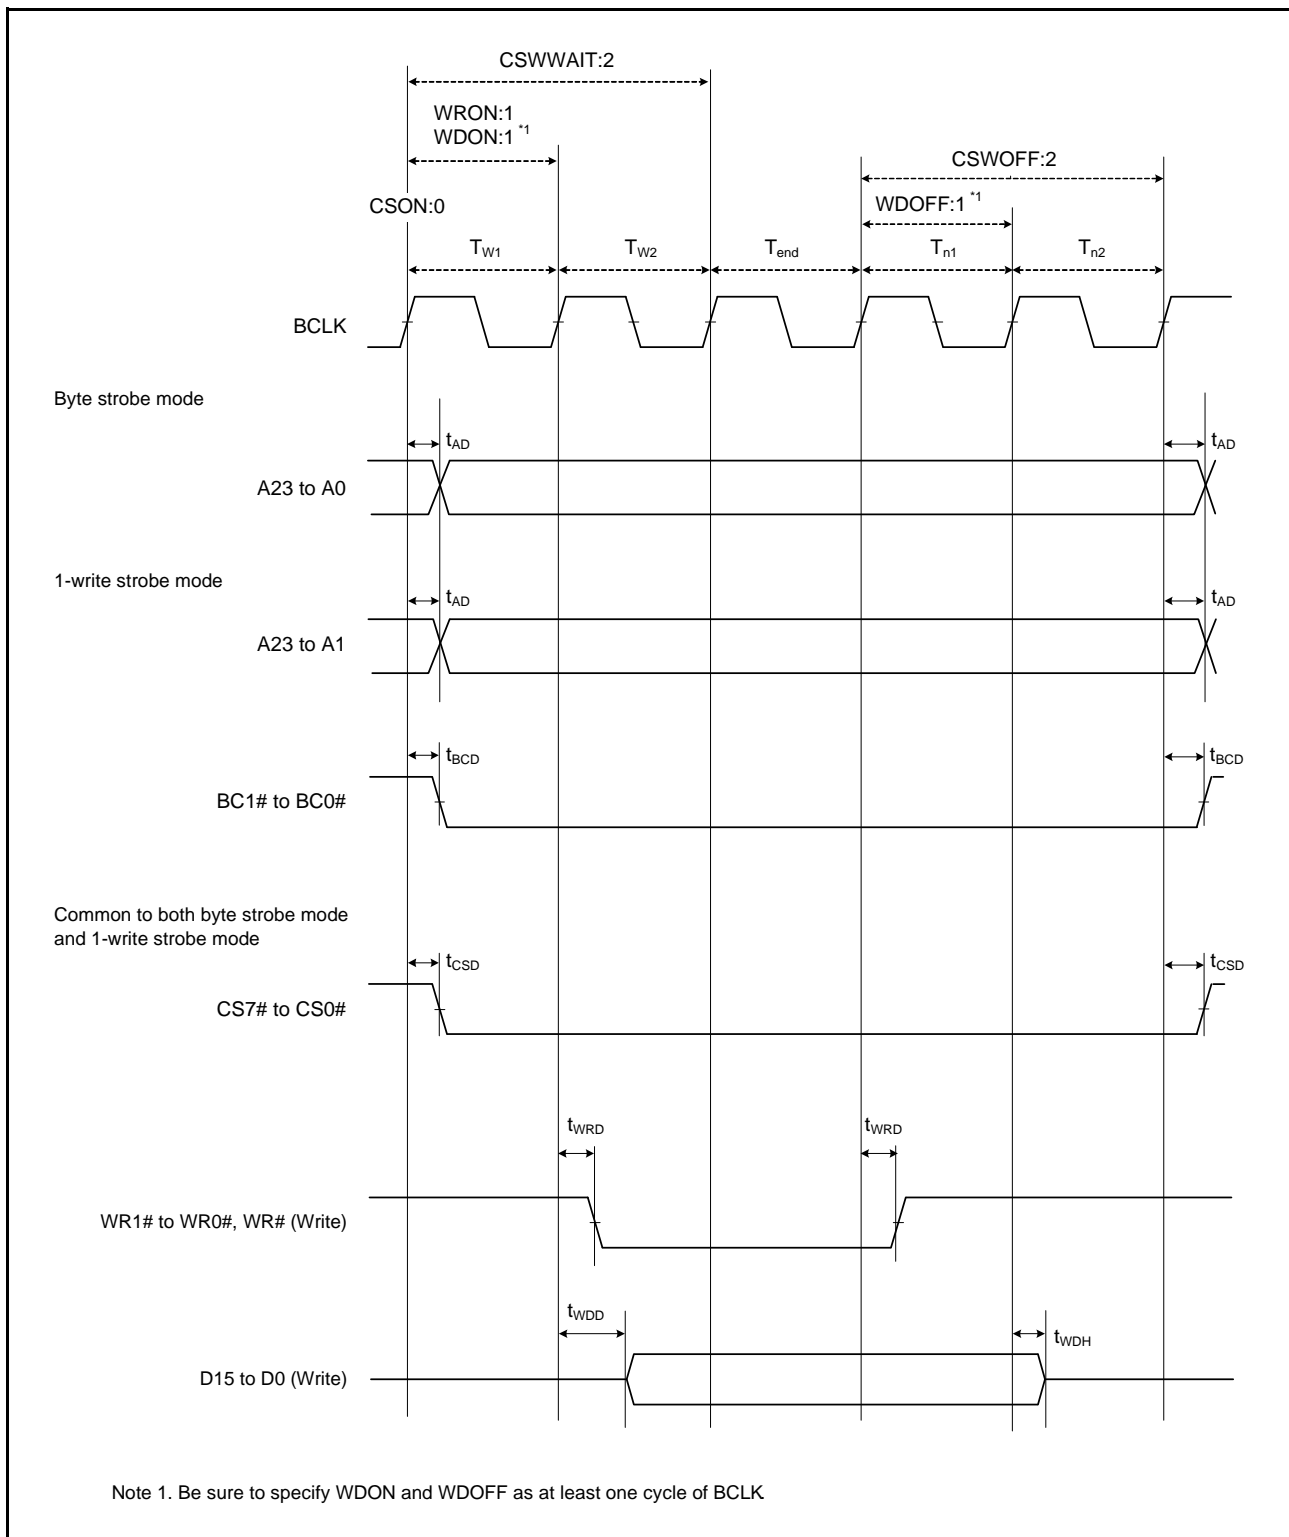 CSWWAIT:2
WRON:1
WDON:1 *1
CSWOFF:2
WDOFF:1 *1
CSON:0
TW1 TW2 Tend Tn1 Tn2
BCLK
Byte strobe mode
tAD tAD
A23 to A0
1-write strobe mode
tAD tAD
A23 to A1
tBCD tBCD
BC1# to BC0#
Common to both byte strobe mode
and 1-write strobe mode
tCSD tCSD
CS7# to CS0#
tWRD tWRD
WR1# to WR0#, WR# (Write)
tWDD tWDH
D15 to D0 (Write)
Note 1. Be sure to specify WDON and WDOFF as at least one cycle of BCLK.